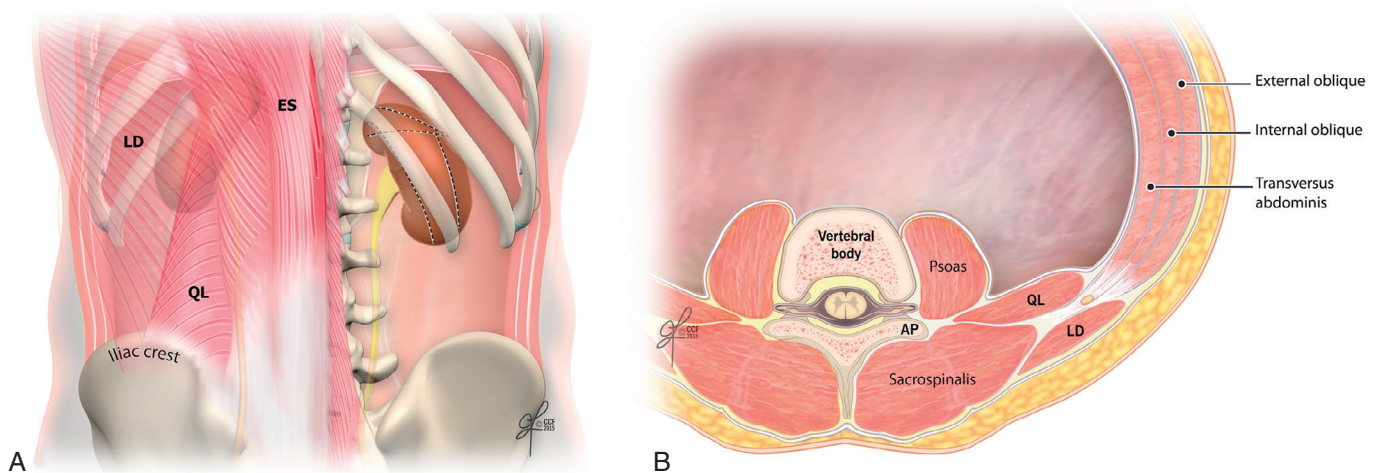 ES
LD
QL
Iliac crest
©CCF
2015
A
External oblique
Internal oblique
Transversus
abdominis
Vertebral
body
Psoas
QL
©CCF
2014
AP
LD
Sacrospinalis
B